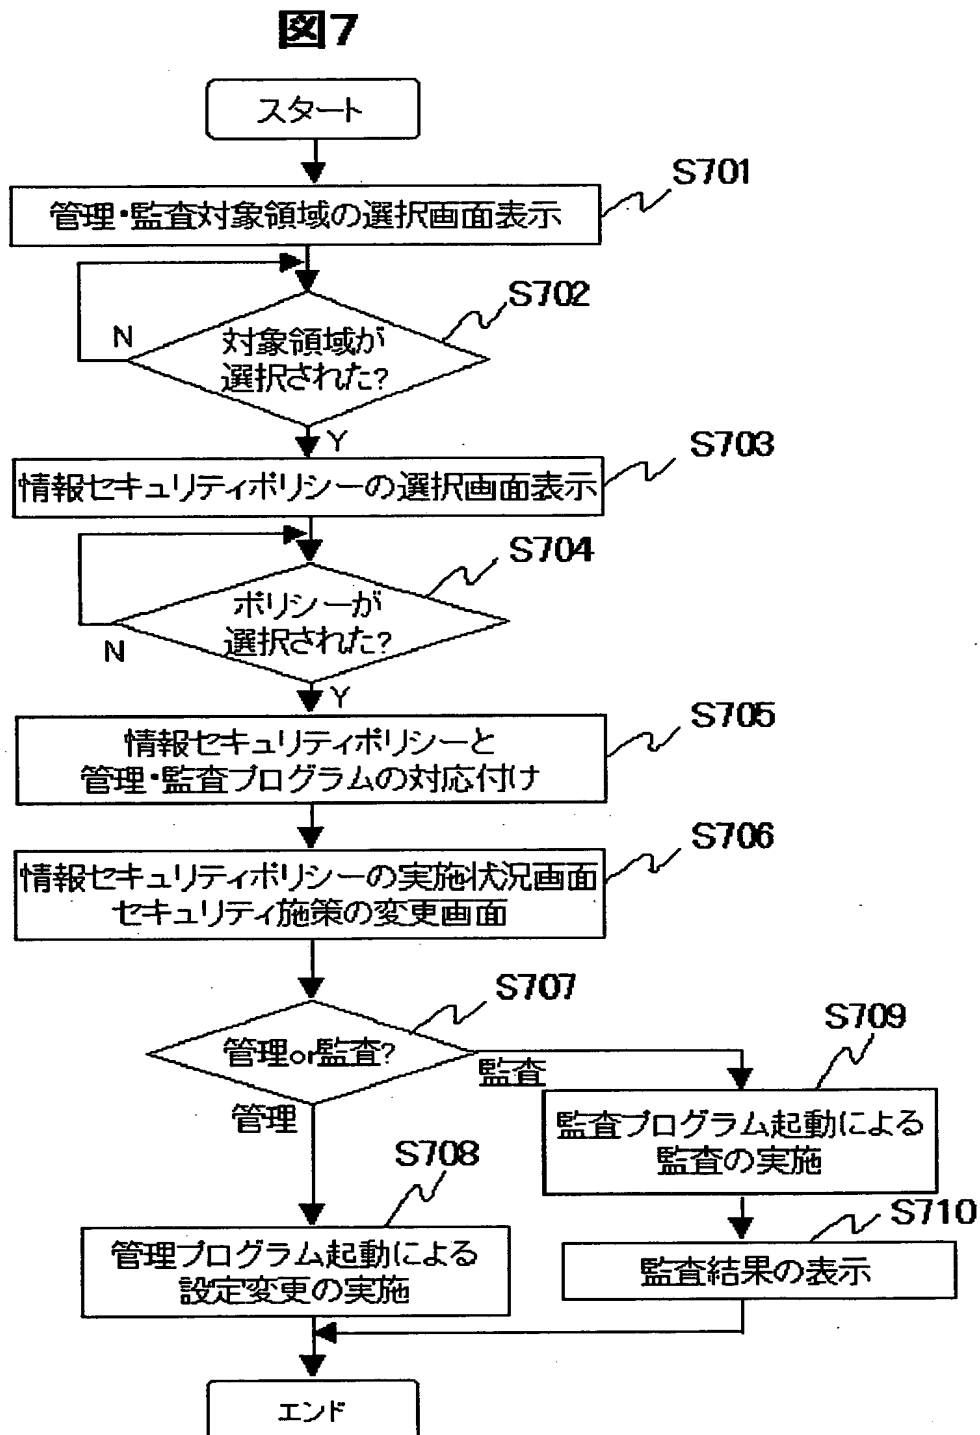 図7
スタート
S701
管理・監査対象領域の選択画面表示
S702
N
対象領域が
選択された?
Y
S703
情報セキュリティポリシーの選択画面表示
S704
ポリシーが
選択された?
N
Y
S705
情報セキュリティポリシーと
管理・監査プログラムの対応付け
S706
情報セキュリティポリシーの実施状況画面
セキュリティ施策の変更画面
S707
管理or監査?
監査
管理
S709
監査プログラム起動による
監査の実施
S708
管理プログラム起動による
設定変更の実施
S710
監査結果の表示
エンド